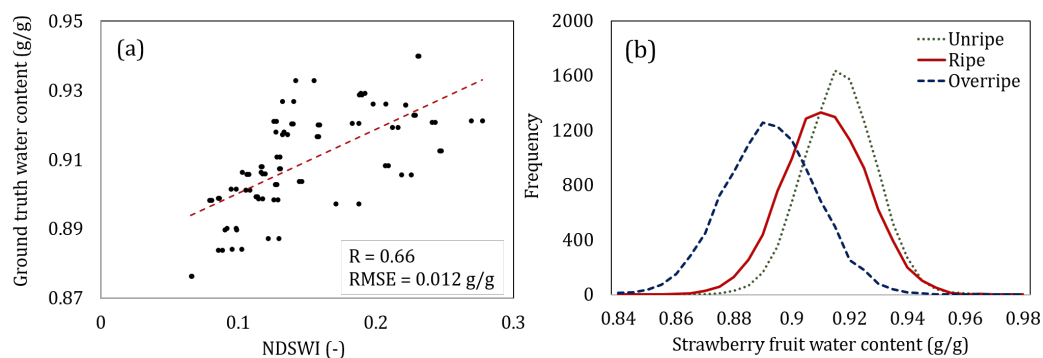 Ground truth water content (g/g)
0.95
0.93
0.91
0.89
0.87
(a)
R = 0.66
RMSE = 0.012 g/g
0
0.1
0.2
0.3
NDSWI (-)
Frequency
2000
1600
1200
800
400
0
(b)
Unripe
Ripe
Overripe
0.84
0.86
0.88
0.9
0.92
0.94
0.96
0.98
Strawberry fruit water content (g/g)